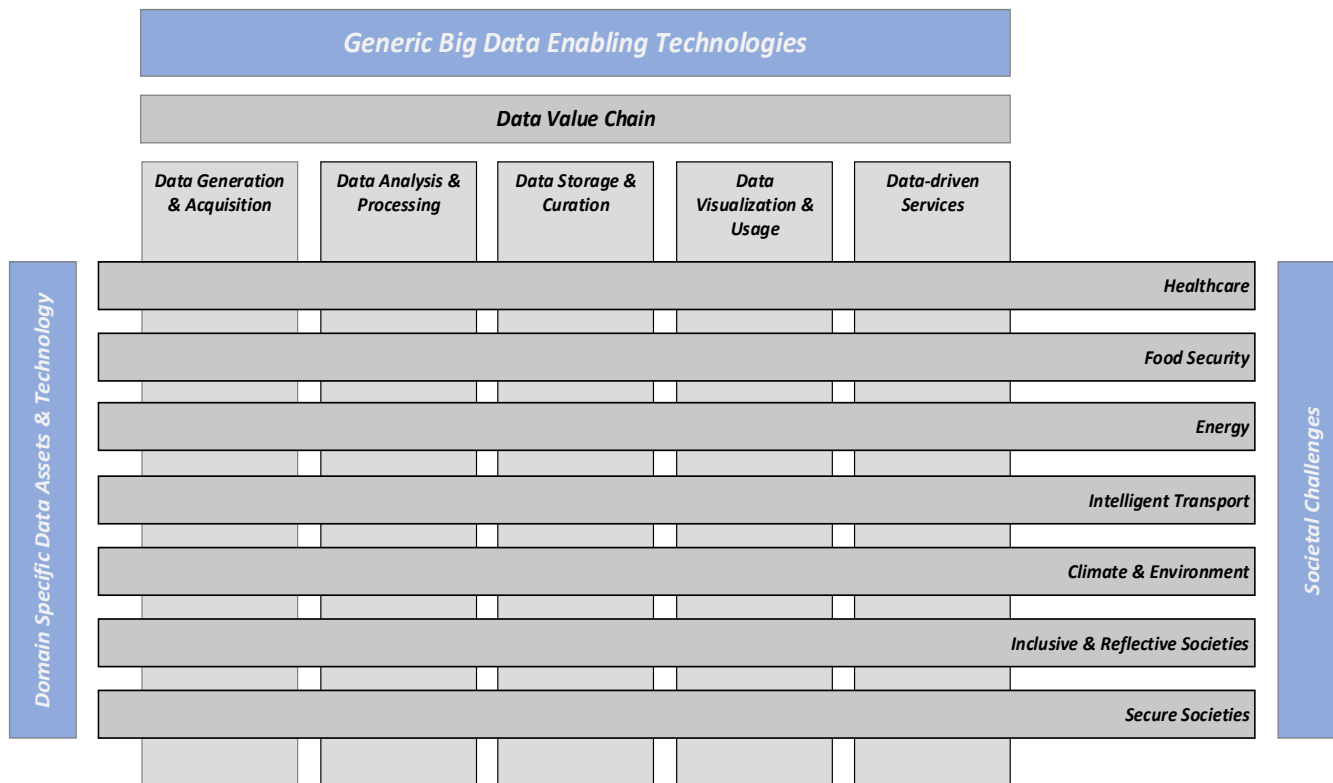 Generic Big Data Enabling Technologies
Data Value Chain
Data Generation
& Acquisition
Data Analysis &
Processing
Data Storage &
Curation
Data
Visualization &
Usage
Data-driven
Services
Domain Specific Data Assets & Technology
Healthcare
Food Security
Energy
Intelligent Transport
Climate & Environment
Inclusive & Reflective Societies
Secure Societies
Societal Challenges